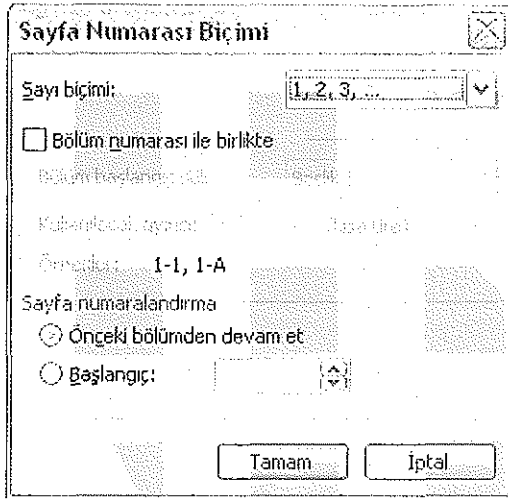 Sayfa Numarası Biçimi
Sayı biçimi: 1, 2, 3, ...
Bölüm numarası ile birlikte
1-1, 1-A
Sayfa numaralandırma
Önceki bölümden devam et
Başlangıç:
Tamam İptal